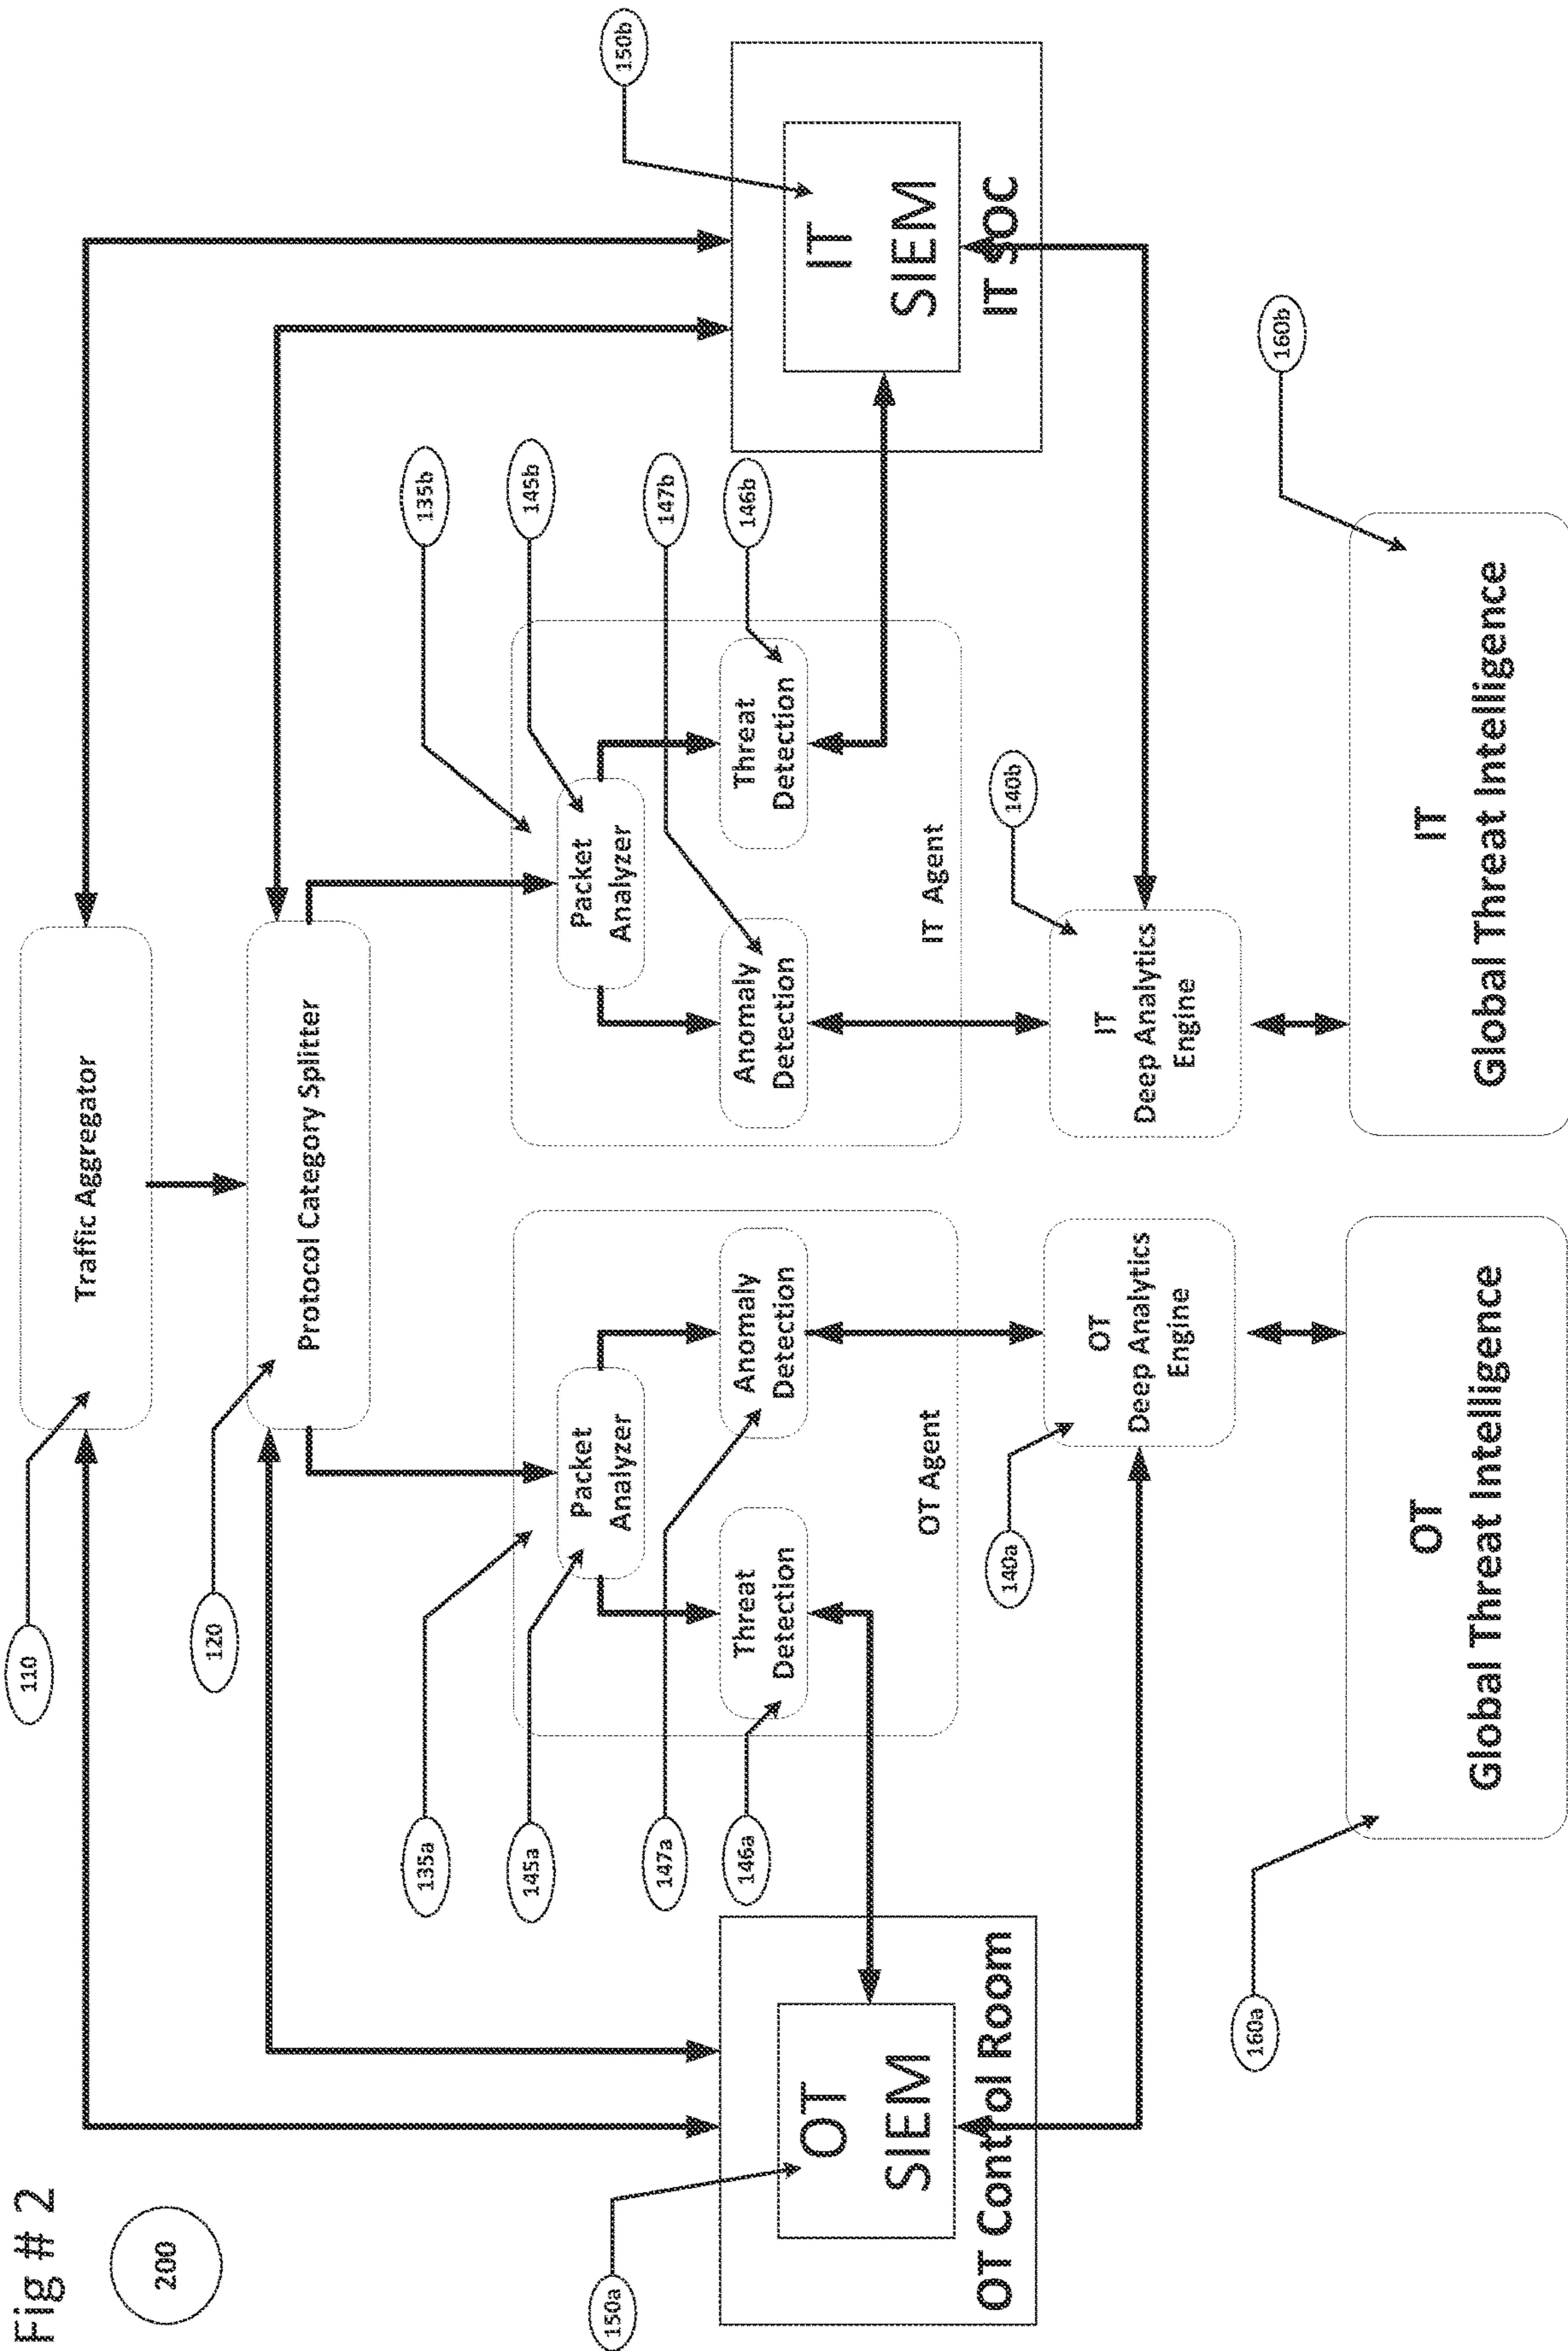 Fig # 2
200
110
Traffic Aggregator
120
Protocol Category Splitter
135a
145a
147a
146a
Packet
Analyzer
Threat
Detection
Anomaly
Detection
OT Agent
135b
145b
147b
146b
Packet
Analyzer
Anomaly
Detection
Threat
Detection
IT Agent
150a
OT
SIEM
OT Control Room
150b
IT
SIEM
IT SOC
140a
OT
Deep Analytics
Engine
140b
IT
Deep Analytics
Engine
160a
OT
Global Threat Intelligence
160b
IT
Global Threat Intelligence